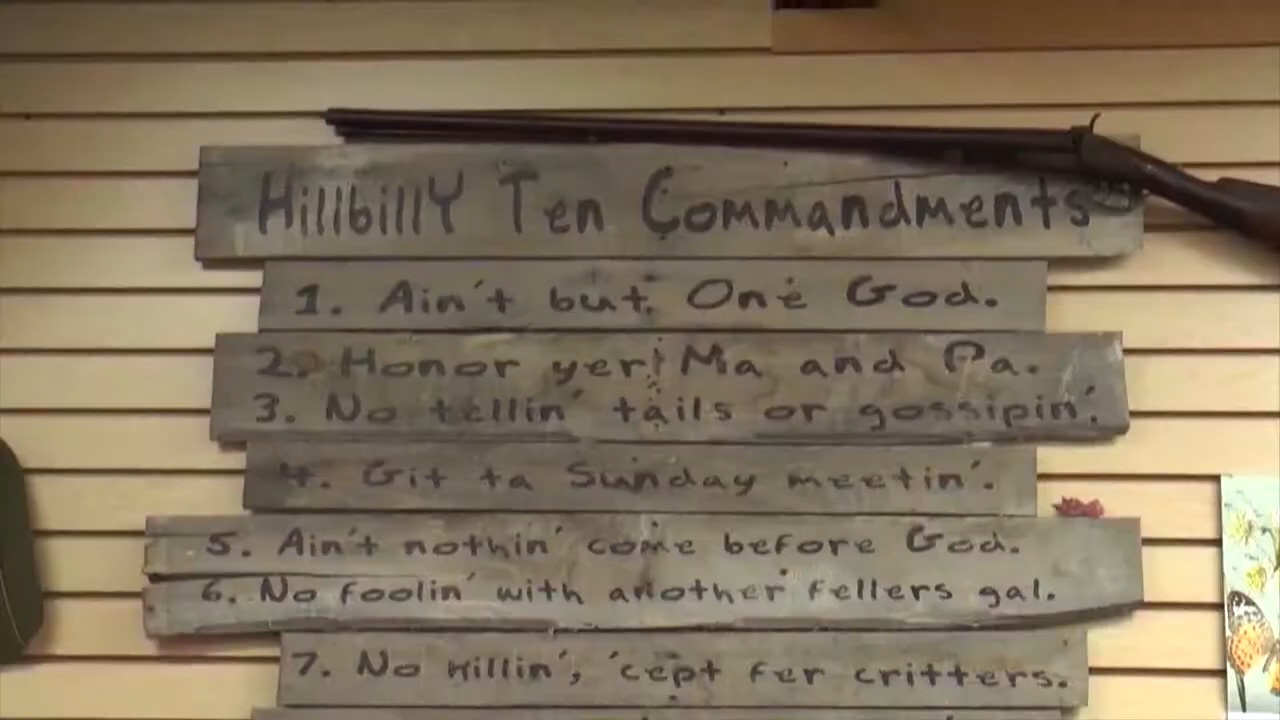 HillbillY Ten Commandments
1. Ain't but One God.
2. Honor yer Ma and Pa.
3. No tellin' tails or gossipin'.
4. Git ta Sunday meetin'.
5. Ain't nothin' come before God.
6. No foolin' with another fellers gal.
7. No killin', 'cept fer critters.